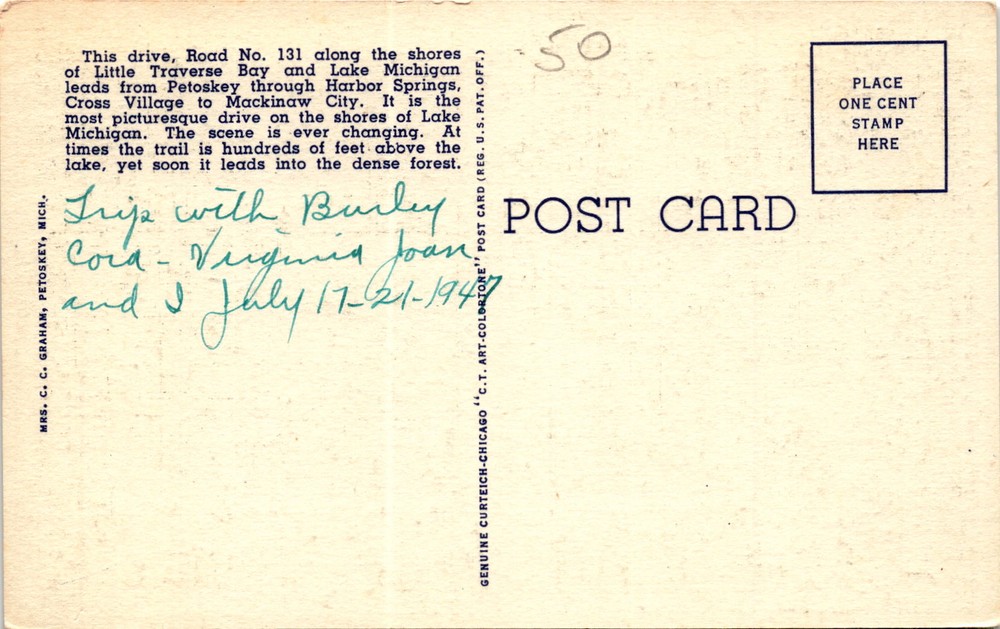 This drive, Road No. 131 along the shores
of Little Traverse Bay and Lake Michigan
leads from Petoskey through Harbor Springs,
Cross Village to Mackinaw City. It is the
most picturesque drive on the shores of Lake
Michigan. The scene is ever changing. At
times the trail is hundreds of feet above the
lake, yet soon it leads into the dense forest.
Trip with Burley
Cora - Virginia Joan
and I July 17-21-1947
MRS. C. C. GRAHAM, PETOSKEY, MICH.
GENUINE CURTEICH-CHICAGO "C.T. ART-COLORTONE" POST CARD (REG. U.S. PAT. OFF.)
50
POST CARD
PLACE
ONE CENT
STAMP
HERE